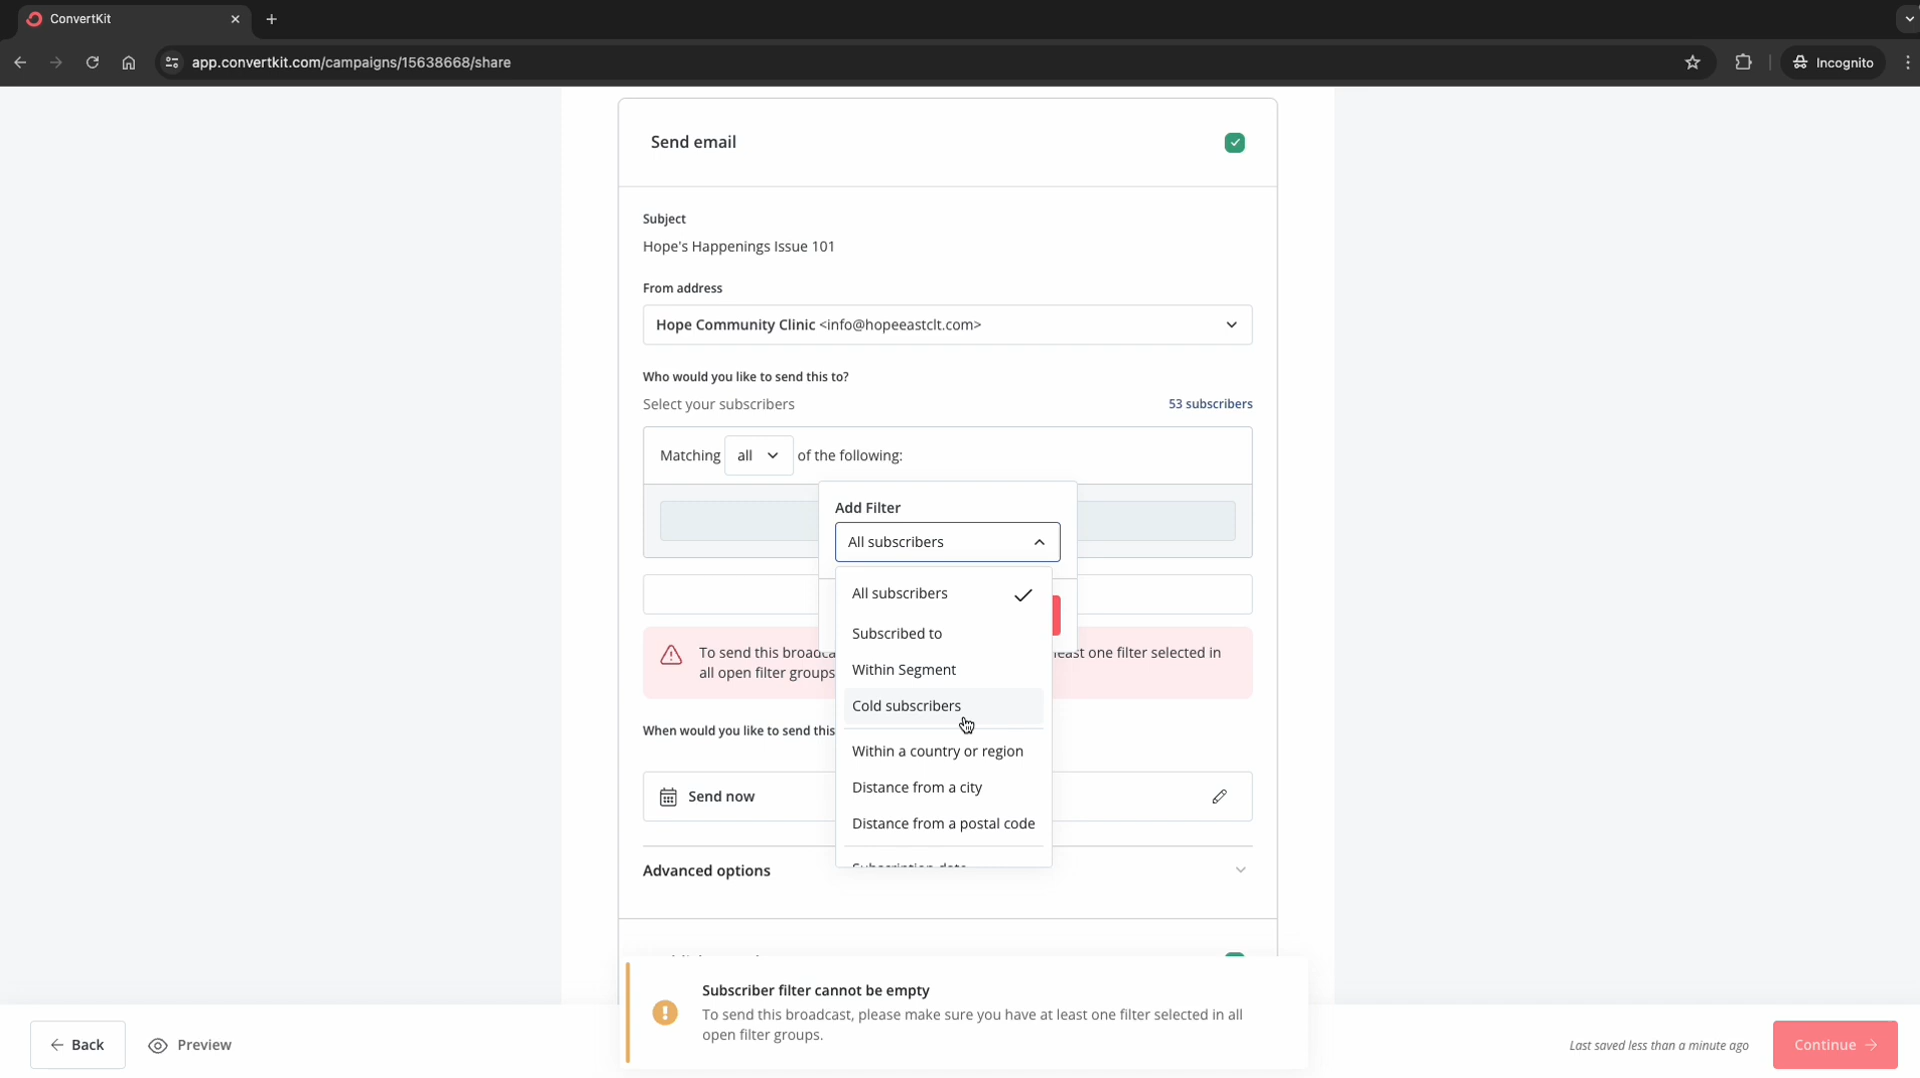 ConvertKit
app.convertkit.com/campaigns/15638668/share
Incognito
Send email
Subject
Hope's Happenings Issue 101
From address
Hope Community Clinic <info@hopeeastclt.com>
Who would you like to send this to?
Select your subscribers
53 subscribers
Matching all of the following:
Add Filter
All subscribers
All subscribers
Subscribed to
Within Segment
Cold subscribers
Within a country or region
Distance from a city
Distance from a postal code
Subscription date
To send this broadca
least one filter selected in
all open filter groups
When would you like to send this
Send now
Advanced options
Subscriber filter cannot be empty
To send this broadcast, please make sure you have at least one filter selected in all
open filter groups.
Back
Preview
Last saved less than a minute ago
Continue